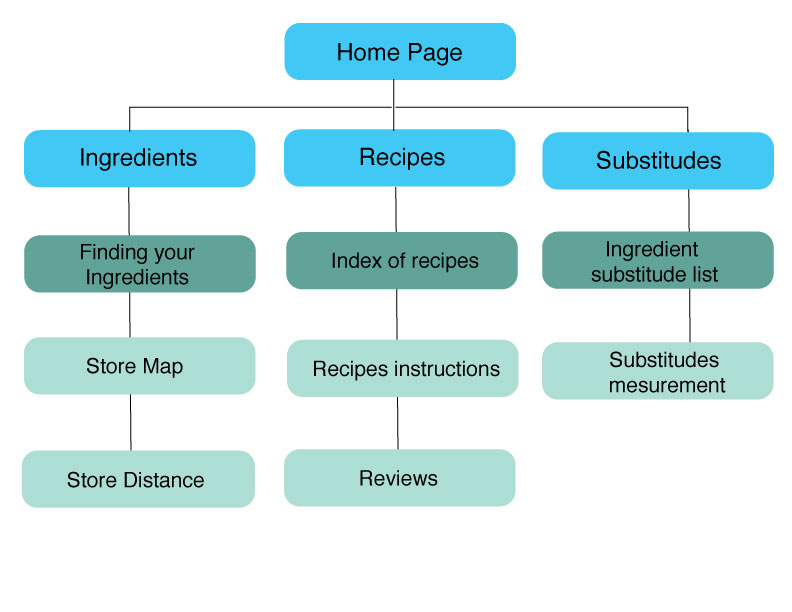 Home Page
Ingredients
Recipes
Substitudes
Finding your
Ingredients
Index of recipes
Ingredient
substitude list
Store Map
Recipes instructions
Substitudes
mesurement
Store Distance
Reviews